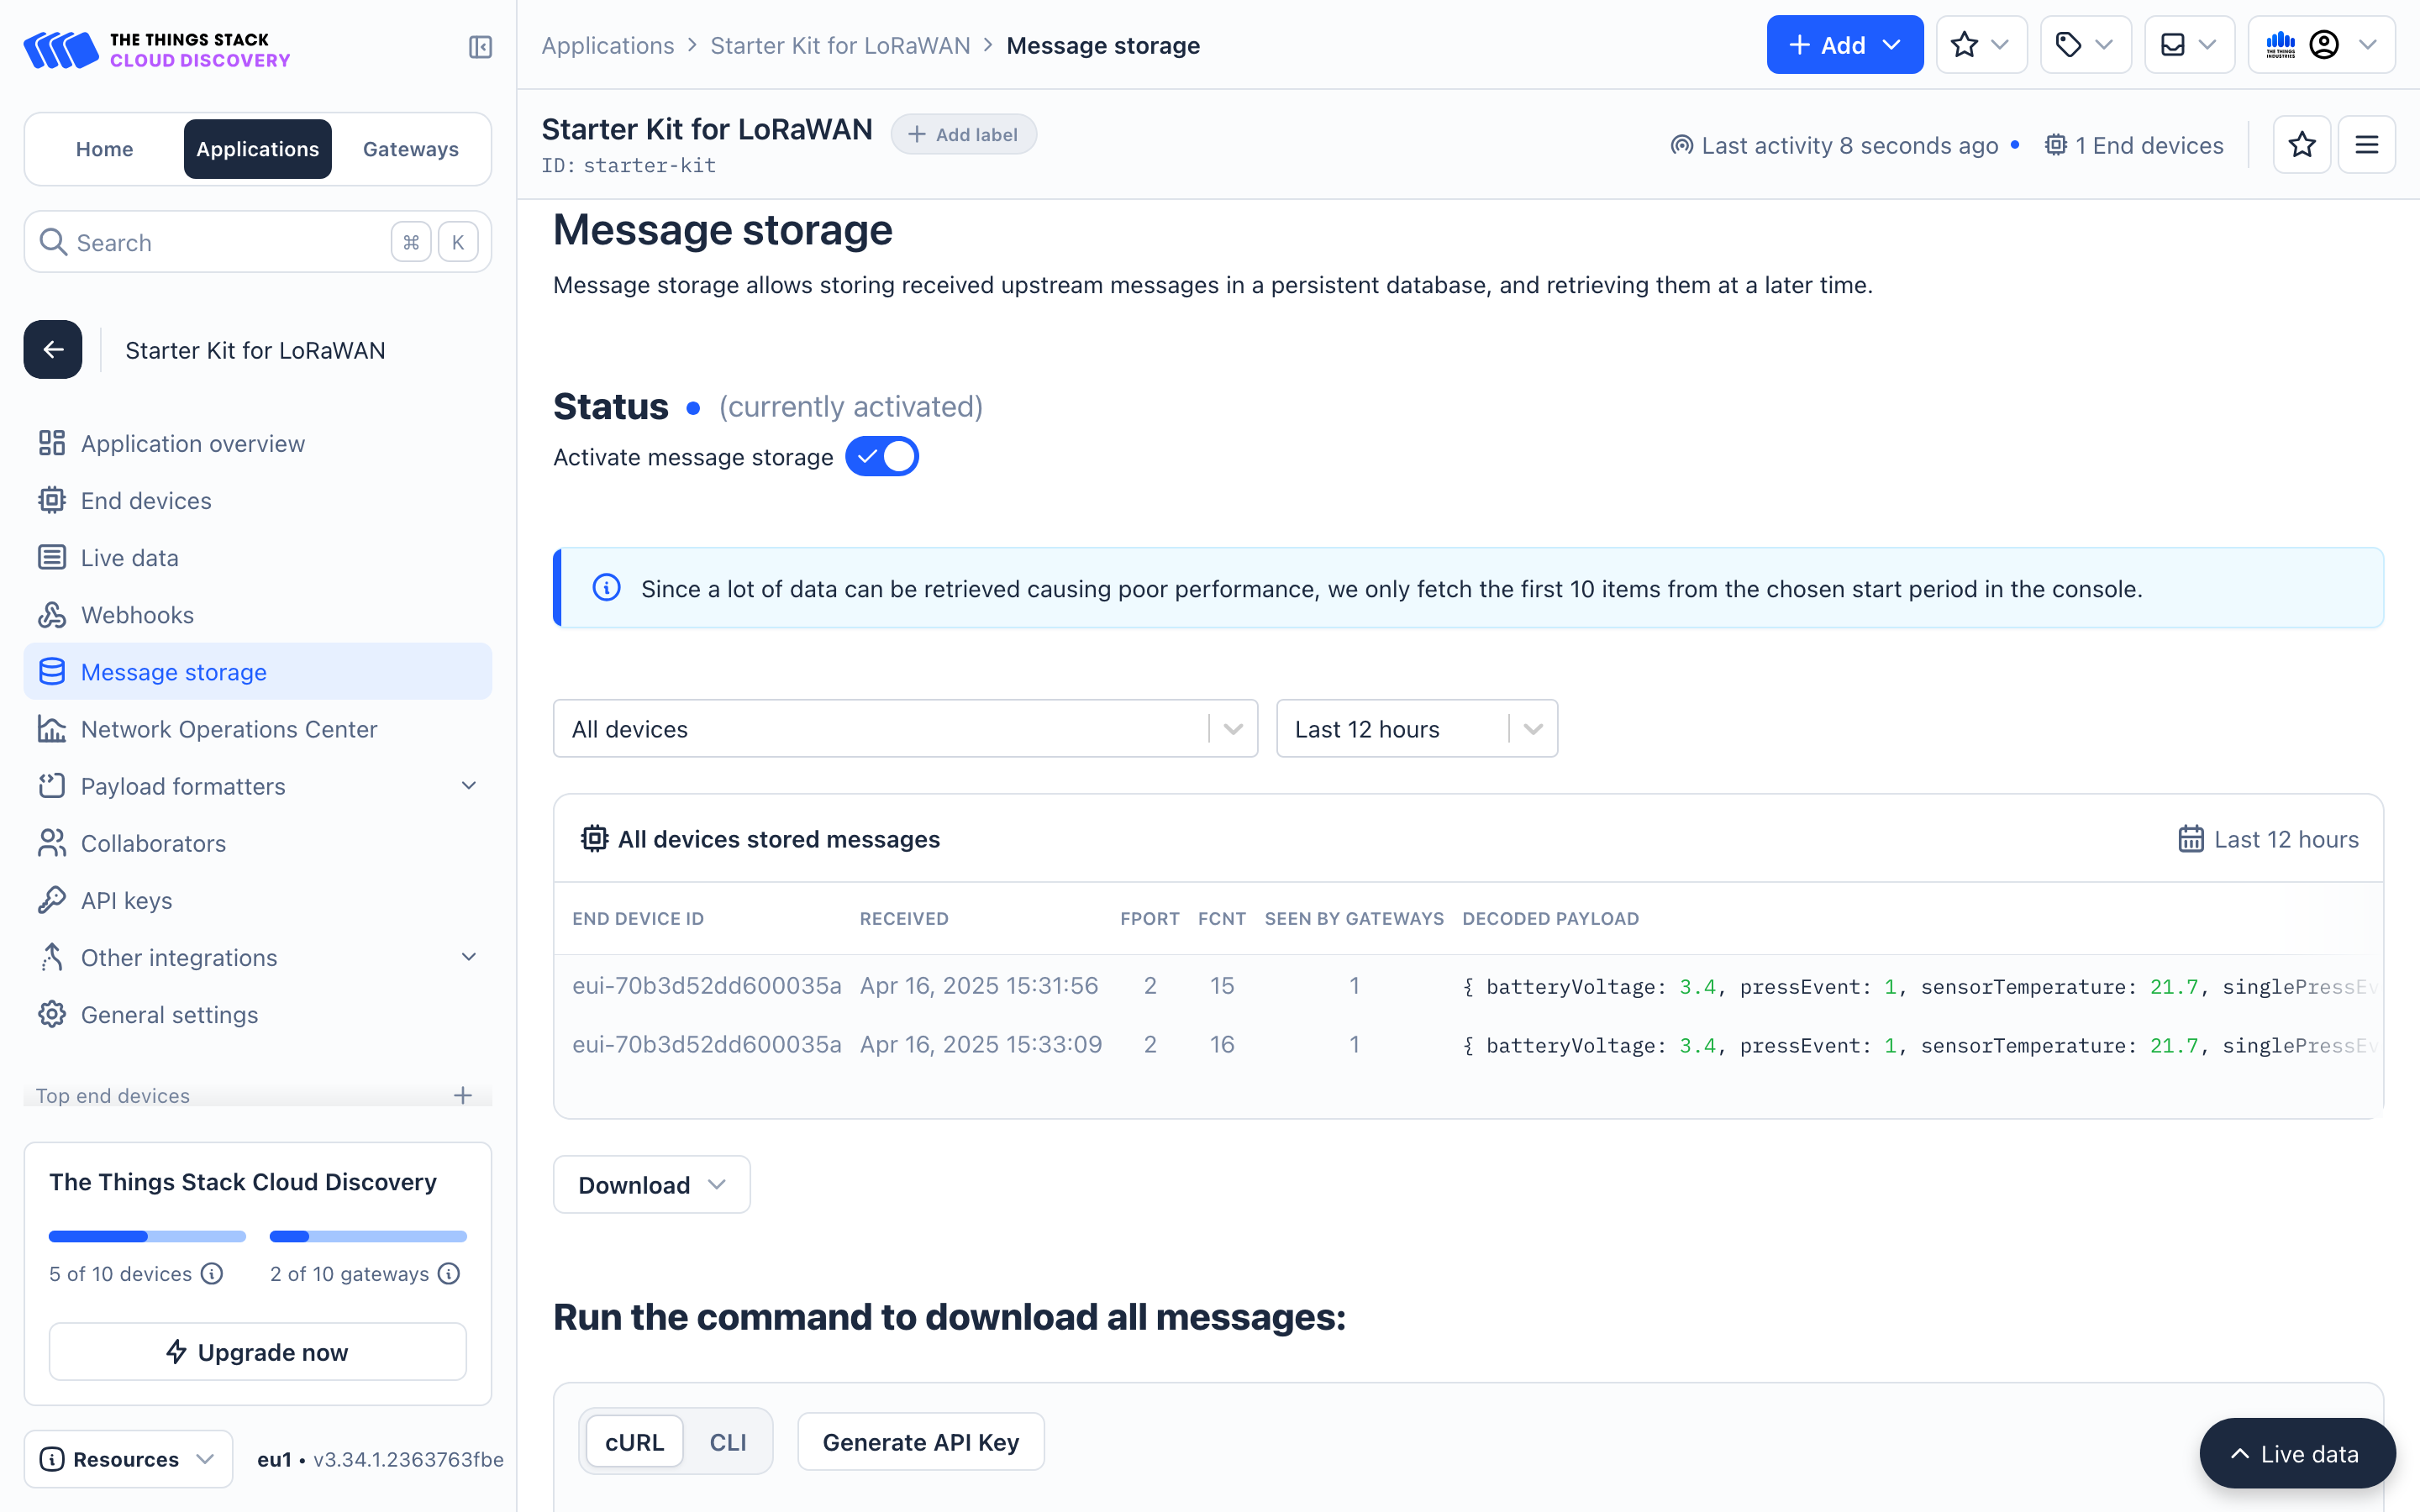 THE THINGS STACK
CLOUD DISCOVERY
Applications > Starter Kit for LoRaWAN > Message storage
Add
THE THINGS INDUSTRIES
Home Applications Gateways
Starter Kit for LoRaWAN
Add label
ID: starter-kit
Last activity 8 seconds ago
1 End devices
Search
⌘ K
Starter Kit for LoRaWAN
Application overview
End devices
Live data
Webhooks
Message storage
Network Operations Center
Payload formatters
Collaborators
API keys
Other integrations
General settings
Top end devices
The Things Stack Cloud Discovery
5 of 10 devices
2 of 10 gateways
Upgrade now
Resources
eu1 • v3.34.1.2363763fbe
Message storage
Message storage allows storing received upstream messages in a persistent database, and retrieving them at a later time.
Status (currently activated)
Activate message storage
Since a lot of data can be retrieved causing poor performance, we only fetch the first 10 items from the chosen start period in the console.
All devices
Last 12 hours
All devices stored messages
Last 12 hours
END DEVICE ID RECEIVED FPORT FCNT SEEN BY GATEWAYS DECODED PAYLOAD
eui-70b3d52dd600035a Apr 16, 2025 15:31:56 2 15 1 { batteryVoltage: 3.4, pressEvent: 1, sensorTemperature: 21.7, singlePressEv
eui-70b3d52dd600035a Apr 16, 2025 15:33:09 2 16 1 { batteryVoltage: 3.4, pressEvent: 1, sensorTemperature: 21.7, singlePressEv
Download
Run the command to download all messages:
cURL CLI
Generate API Key
Live data